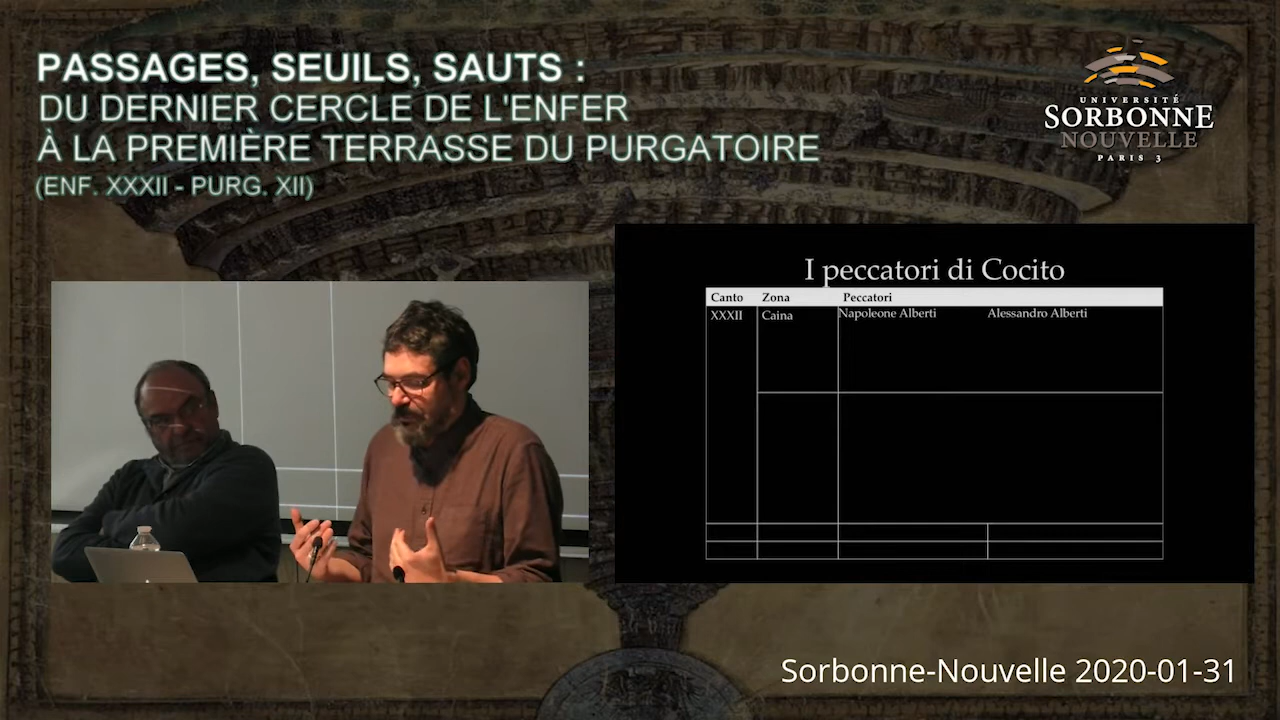 PASSAGES, SEUILS, SAUTS :
DU DERNIER CERCLE DE L'ENFER
À LA PREMIÈRE TERRASSE DU PURGATOIRE
(ENF. XXXII - PURG. XII)
UNIVERSITÉ
SORBONNE
NOUVELLE
PARIS 3
I peccatori di Cocito
Canto Zona Peccatori
XXXII Caina Napoleone Alberti Alessandro Alberti
Sorbonne-Nouvelle 2020-01-31